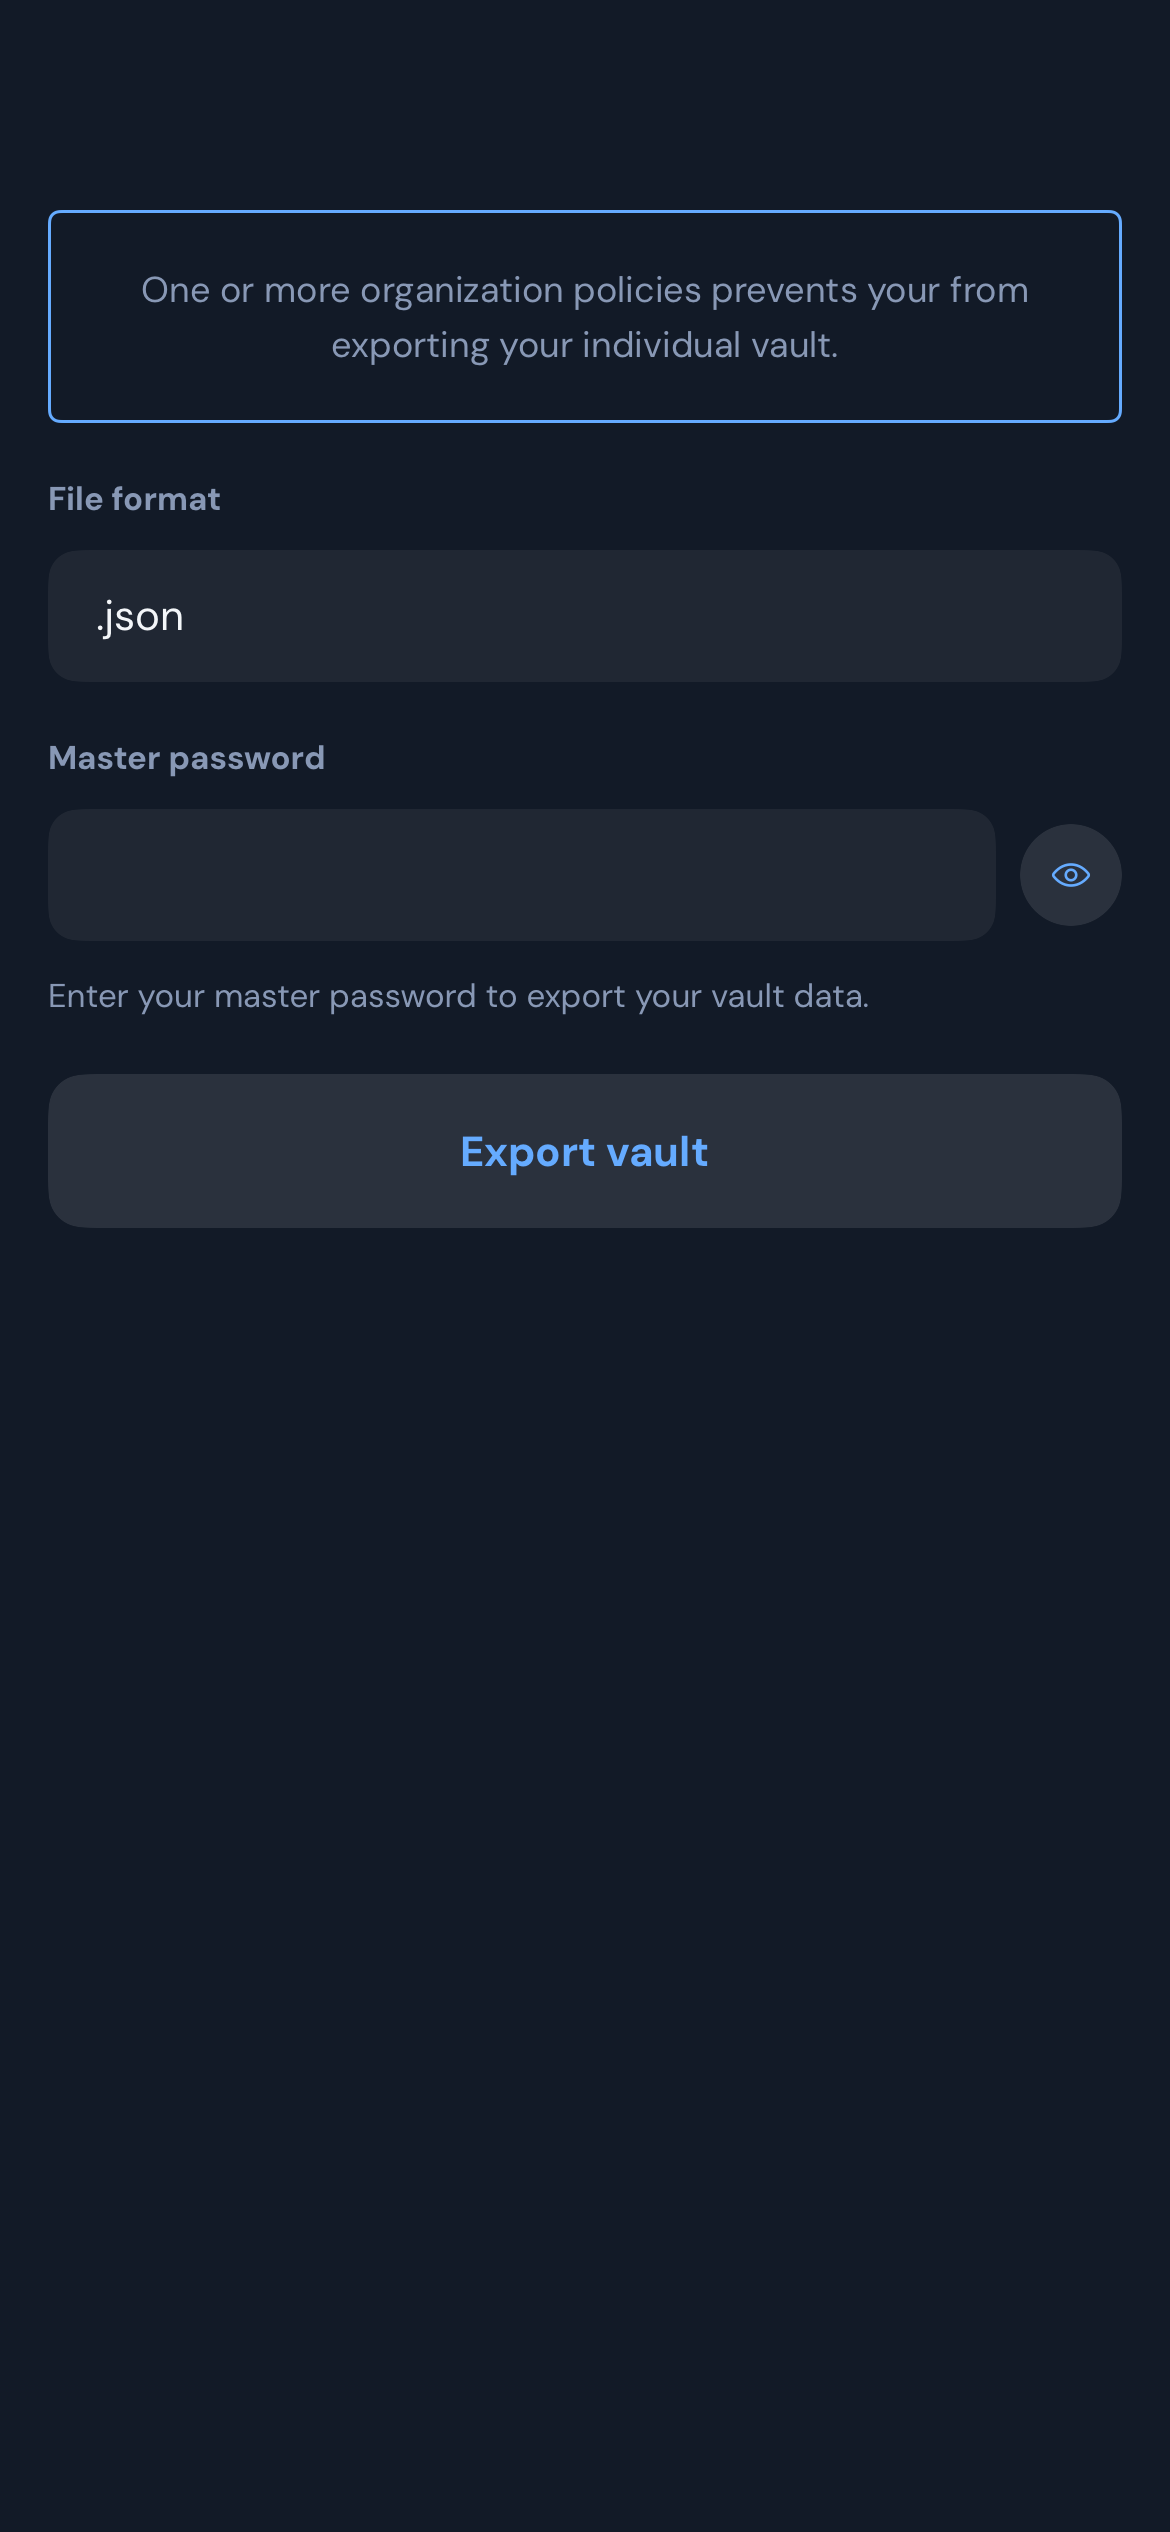 One or more organization policies prevents your from
exporting your individual vault.
File format
.json
Master password
Enter your master password to export your vault data.
Export vault